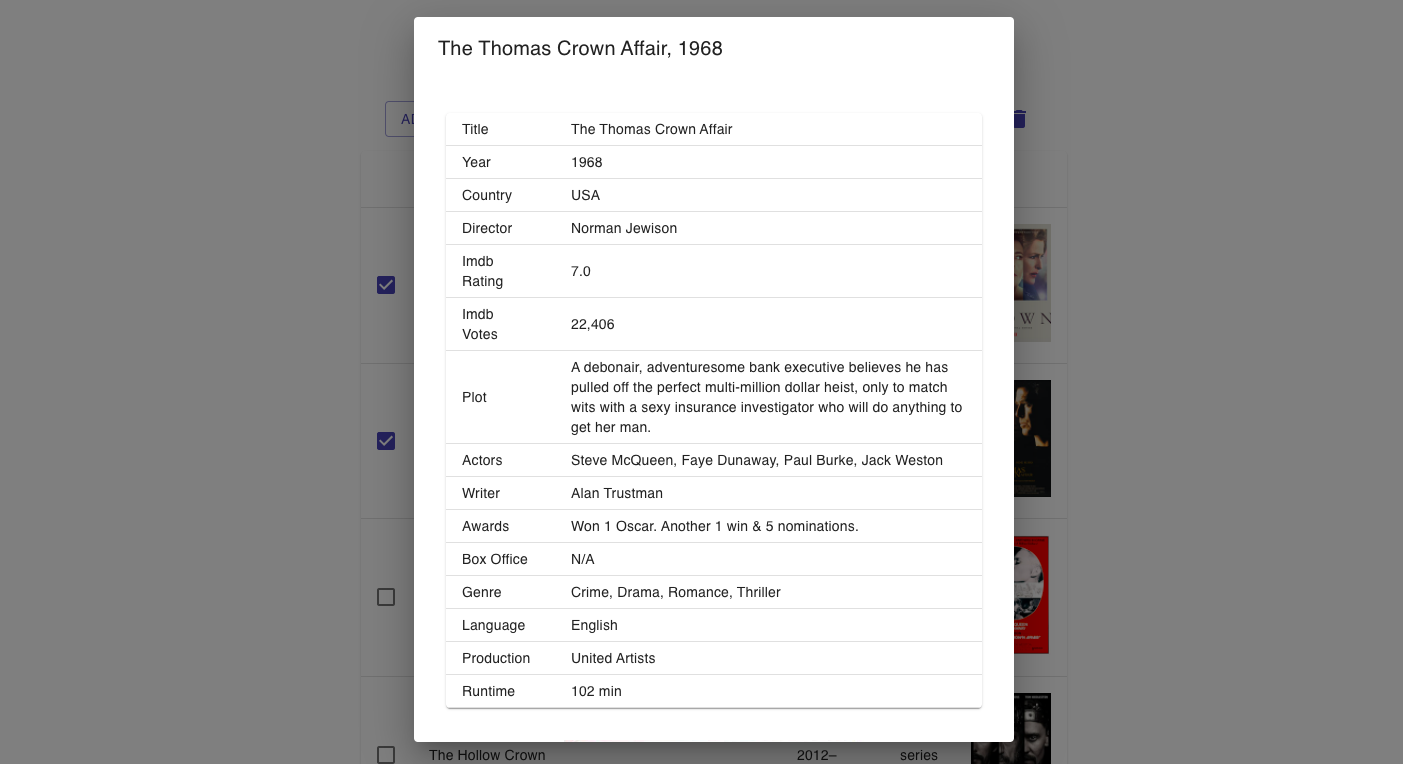 The Thomas Crown Affair, 1968
Title The Thomas Crown Affair
Year 1968
Country USA
Director Norman Jewison
Imdb
Rating
7.0
Imdb
Votes
22,406
Plot
A debonair, adventuresome bank executive believes he has
pulled off the perfect multi-million dollar heist, only to match
wits with a sexy insurance investigator who will do anything to
get her man.
Actors Steve McQueen, Faye Dunaway, Paul Burke, Jack Weston
Writer Alan Trustman
Awards Won 1 Oscar. Another 1 win & 5 nominations.
Box Office N/A
Genre Crime, Drama, Romance, Thriller
Language English
Production United Artists
Runtime 102 min
The Hollow Crown 2012– series